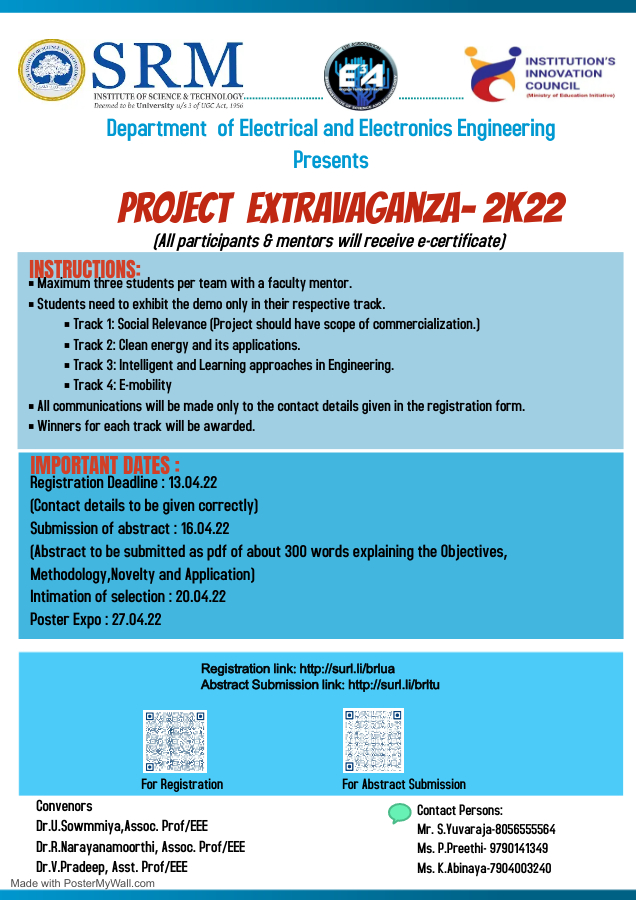 SRM
INSTITUTE OF SCIENCE & TECHNOLOGY
Deemed to be University u/s 3 of UGC Act, 1956
INSTITUTION'S
INNOVATION
COUNCIL
(Ministry of Education Initiative)
Department of Electrical and Electronics Engineering
Presents
PROJECT EXTRAVAGANZA- 2K22
(All participants & mentors will receive e-certificate)
INSTRUCTIONS:
▪ Maximum three students per team with a faculty mentor.
▪ Students need to exhibit the demo only in their respective track.
▪ Track 1: Social Relevance (Project should have scope of commercialization.)
▪ Track 2: Clean energy and its applications.
▪ Track 3: Intelligent and Learning approaches in Engineering.
▪ Track 4: E-mobility
▪ All communications will be made only to the contact details given in the registration form.
▪ Winners for each track will be awarded.
IMPORTANT DATES :
Registration Deadline : 13.04.22
(Contact details to be given correctly)
Submission of abstract : 16.04.22
(Abstract to be submitted as pdf of about 300 words explaining the Objectives,
Methodology,Novelty and Application)
Intimation of selection : 20.04.22
Poster Expo : 27.04.22
Registration link: http://surl.li/brlua
Abstract Submission link: http://surl.li/brltu
For Registration
For Abstract Submission
Convenors
Dr.U.Sowmmiya,Assoc. Prof/EEE
Dr.R.Narayanamoorthi, Assoc. Prof/EEE
Dr.V.Pradeep, Asst. Prof/EEE
Contact Persons:
Mr. S.Yuvaraja-8056555564
Ms. P.Preethi- 9790141349
Ms. K.Abinaya-7904003240
Made with PosterMyWall.com